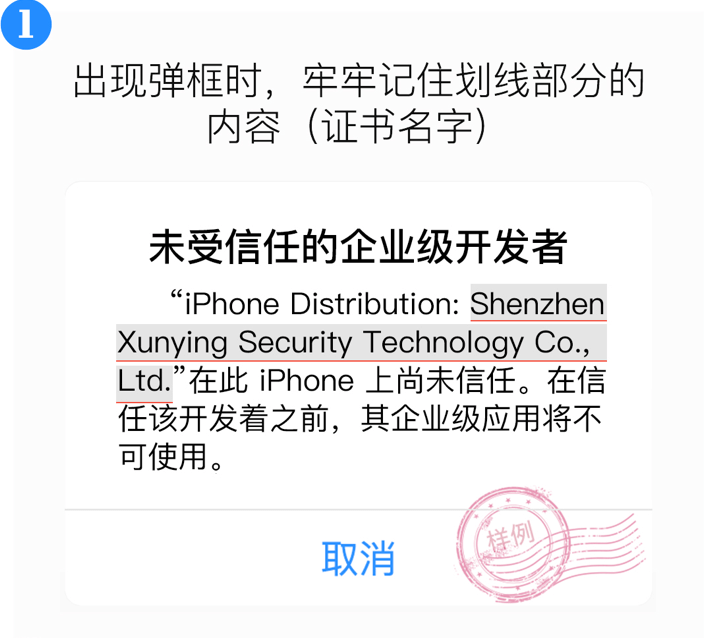 1
出现弹框时，牢牢记住划线部分的
内容（证书名字）
未受信任的企业级开发者
“iPhone Distribution: Shenzhen
Xunying Security Technology Co.,
Ltd.”在此 iPhone 上尚未信任。在信
任该开发着之前，其企业级应用将不
可使用。
样例
取消